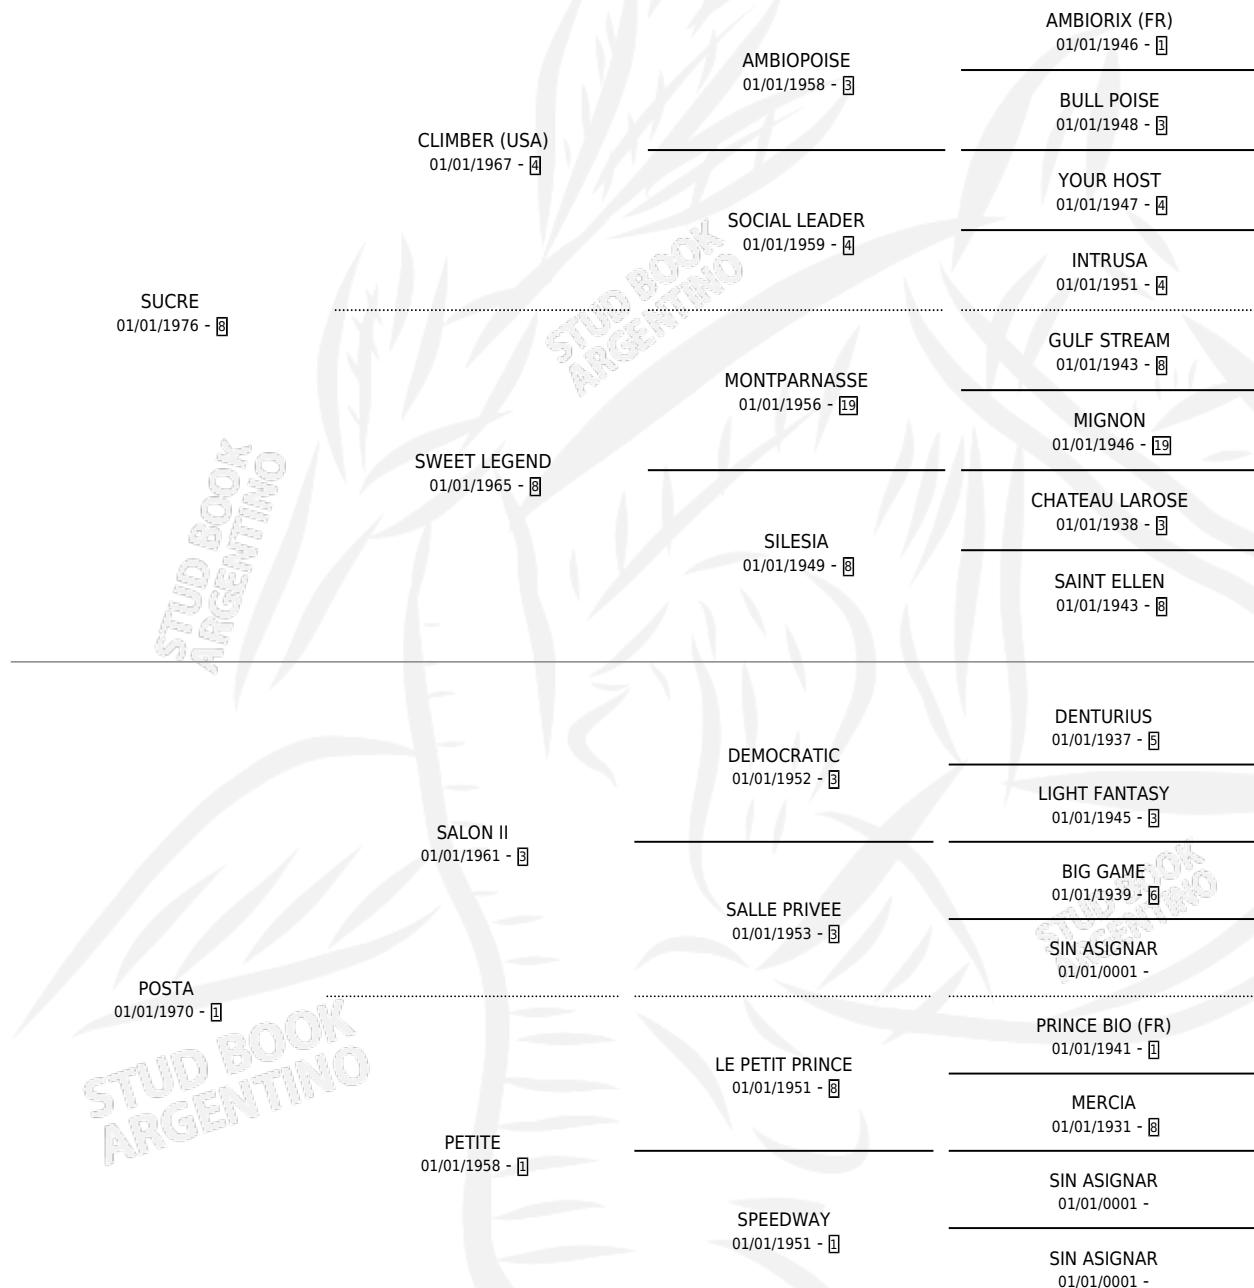 AMBIORIX (FR)
01/01/1946 - 1
AMBIOPOISE
01/01/1958 - 3
BULL POISE
01/01/1948 - 3
CLIMBER (USA)
01/01/1967 - 4
YOUR HOST
01/01/1947 - 4
SOCIAL LEADER
01/01/1959 - 4
INTRUSA
01/01/1951 - 4
SUCRE
01/01/1976 - 8
GULF STREAM
01/01/1943 - 8
MONTPARNASSE
01/01/1956 - 19
MIGNON
01/01/1946 - 19
SWEET LEGEND
01/01/1965 - 8
CHATEAU LAROSE
01/01/1938 - 3
SILESIA
01/01/1949 - 8
SAINT ELLEN
01/01/1943 - 8
DENTURIUS
01/01/1937 - 5
DEMOCRATIC
01/01/1952 - 3
LIGHT FANTASY
01/01/1945 - 3
SALON II
01/01/1961 - 3
BIG GAME
01/01/1939 - 6
SALLE PRIVEE
01/01/1953 - 3
SIN ASIGNAR
01/01/0001 -
POSTA
01/01/1970 - 1
PRINCE BIO (FR)
01/01/1941 - 1
LE PETIT PRINCE
01/01/1951 - 8
MERCIA
01/01/1931 - 8
PETITE
01/01/1958 - 1
SIN ASIGNAR
01/01/0001 -
SPEEDWAY
01/01/1951 - 1
SIN ASIGNAR
01/01/0001 -
STUD BOOK
ARGENTINO
STUD BOOK
ARGENTINO
STUD BOOK
ARGENTINO
STUD BOOK
ARGENTINO